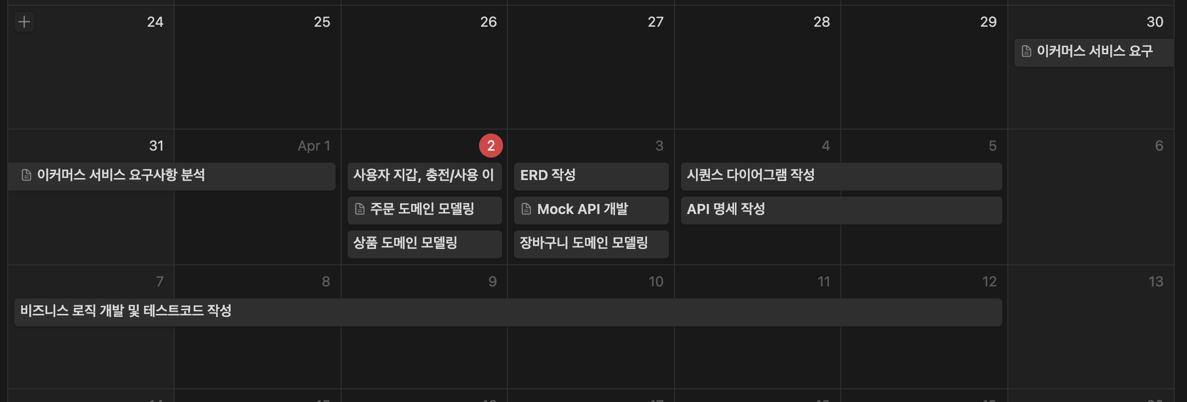 24
25
26
27
28
29
30
이커머스 서비스 요구
31
Apr 1
2
3
4
5
6
이커머스 서비스 요구사항 분석
사용자 지갑, 충전/사용 이
ERD 작성
시퀀스 다이어그램 작성
주문 도메인 모델링
Mock API 개발
API 명세 작성
상품 도메인 모델링
장바구니 도메인 모델링
7
8
9
10
11
12
13
비즈니스 로직 개발 및 테스트코드 작성